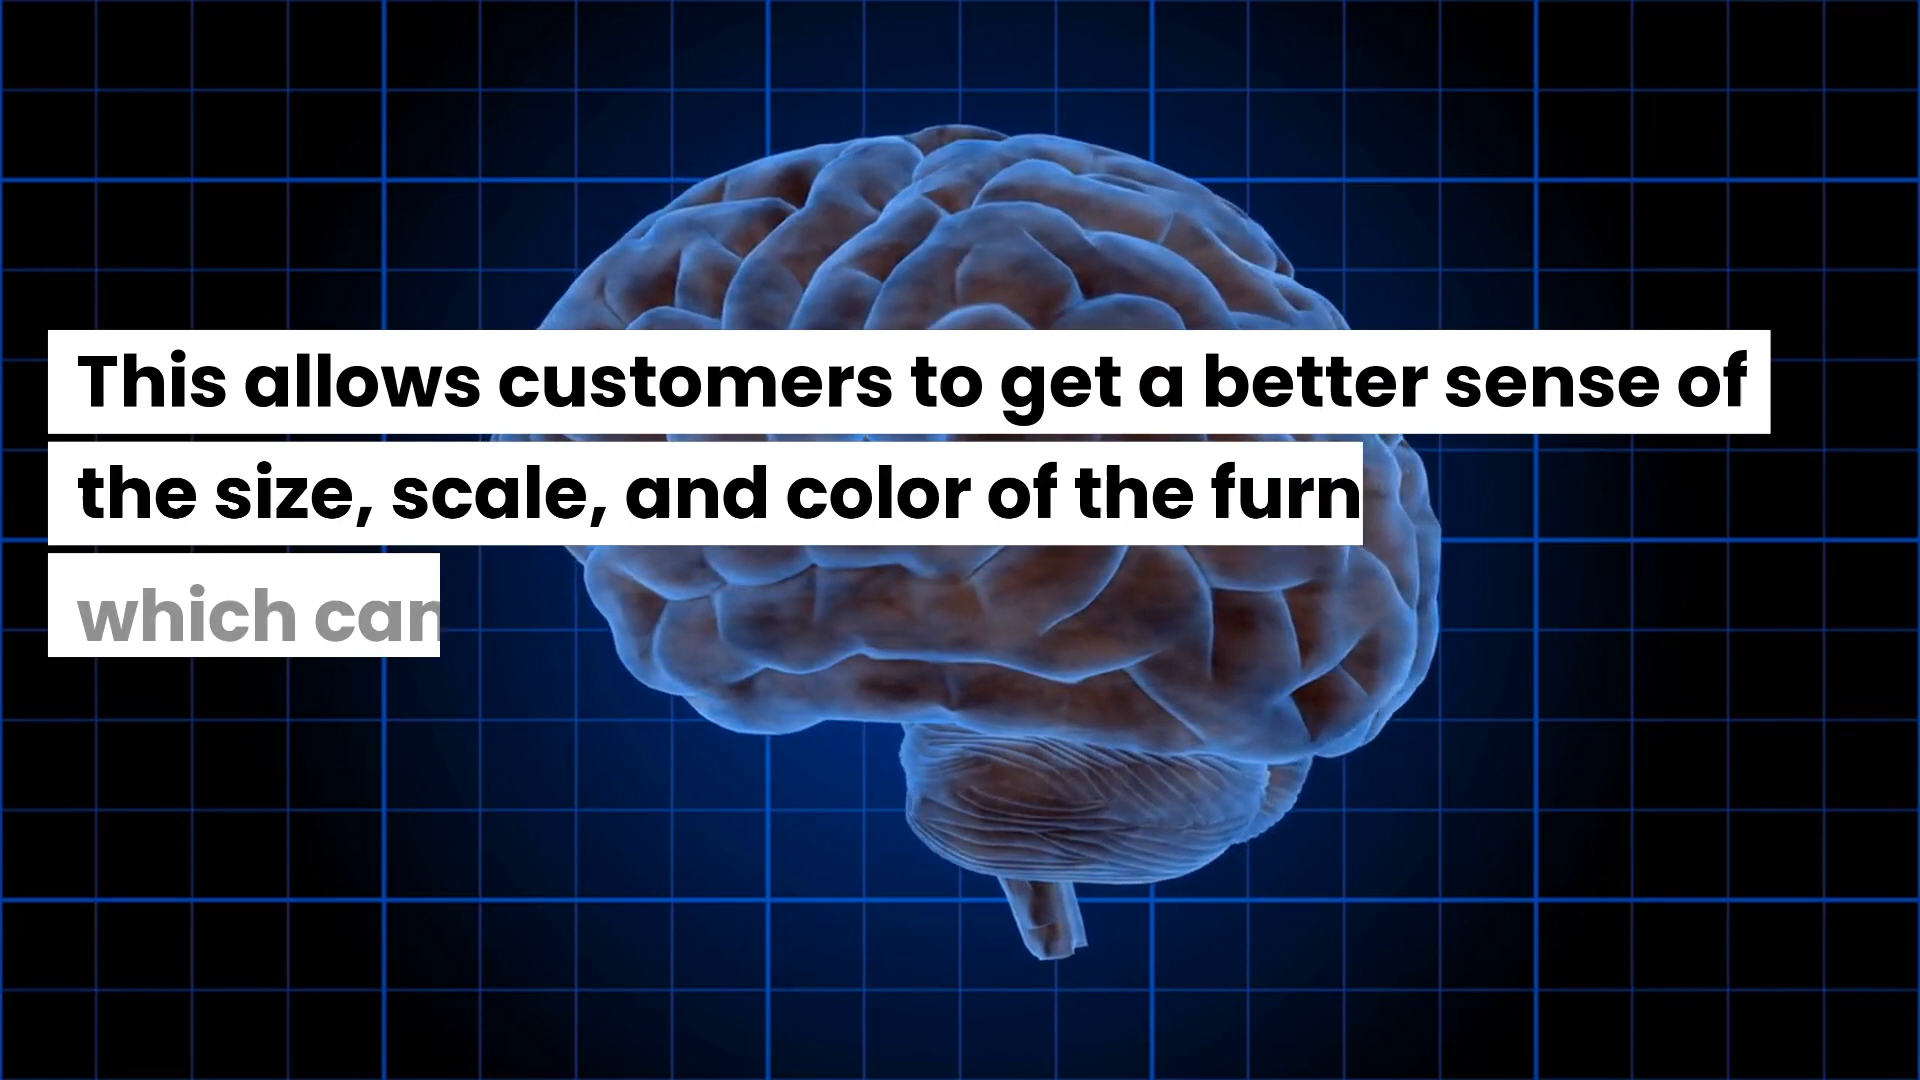 This allows customers to get a better sense of
the size, scale, and color of the furn
which can